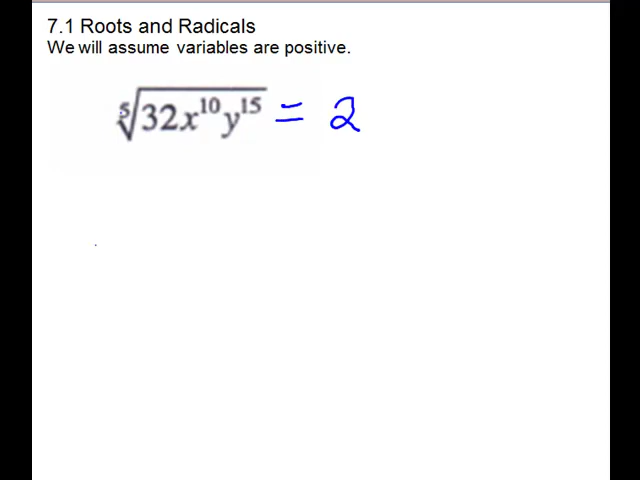 7.1 Roots and Radicals
We will assume variables are positive.
⁵√32x¹⁰y¹⁵ = 2